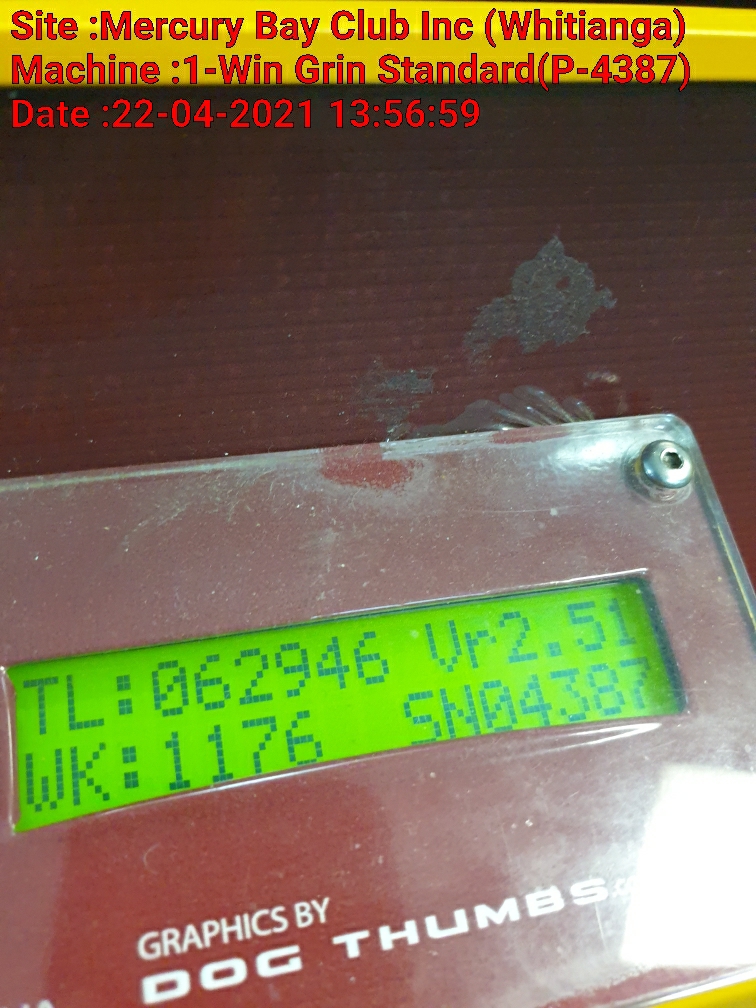 Site :Mercury Bay Club Inc (Whitianga)
Machine :1-Win Grin Standard(P-4387)
Date :22-04-2021 13:56:59
TL:062946 Vr2.51
WK:1176 SN04387
GRAPHICS BY
DOG THUMBS